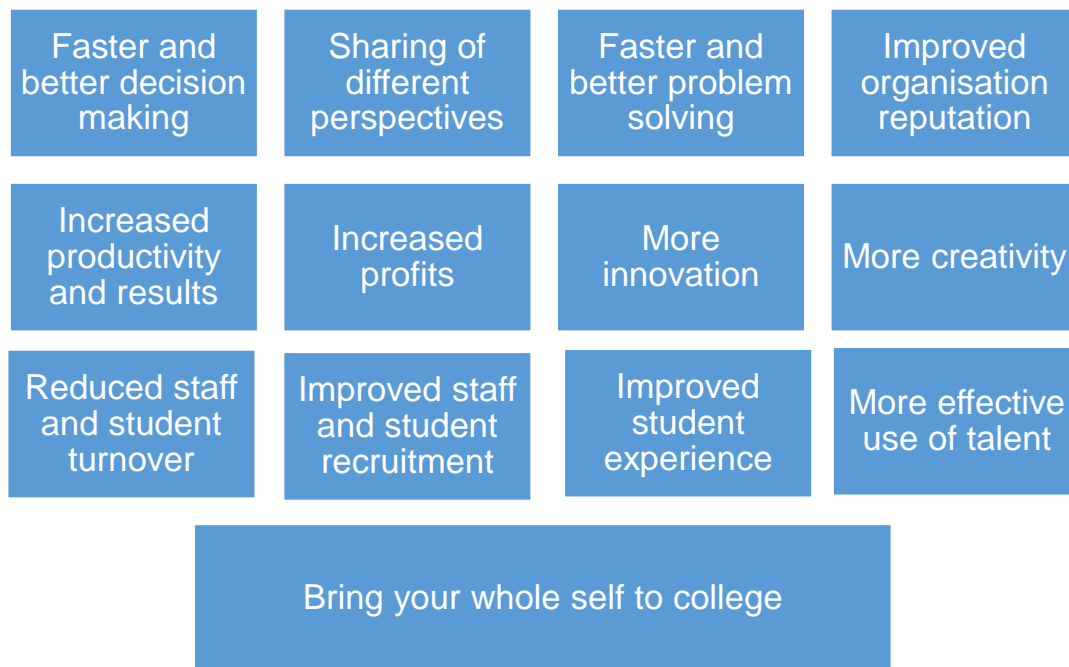 Faster and
better decision
making
Sharing of
different
perspectives
Faster and
better problem
solving
Improved
organisation
reputation
Increased
productivity
and results
Increased
profits
More
innovation
More creativity
Reduced staff
and student
turnover
Improved staff
and student
recruitment
Improved
student
experience
More effective
use of talent
Bring your whole self to college